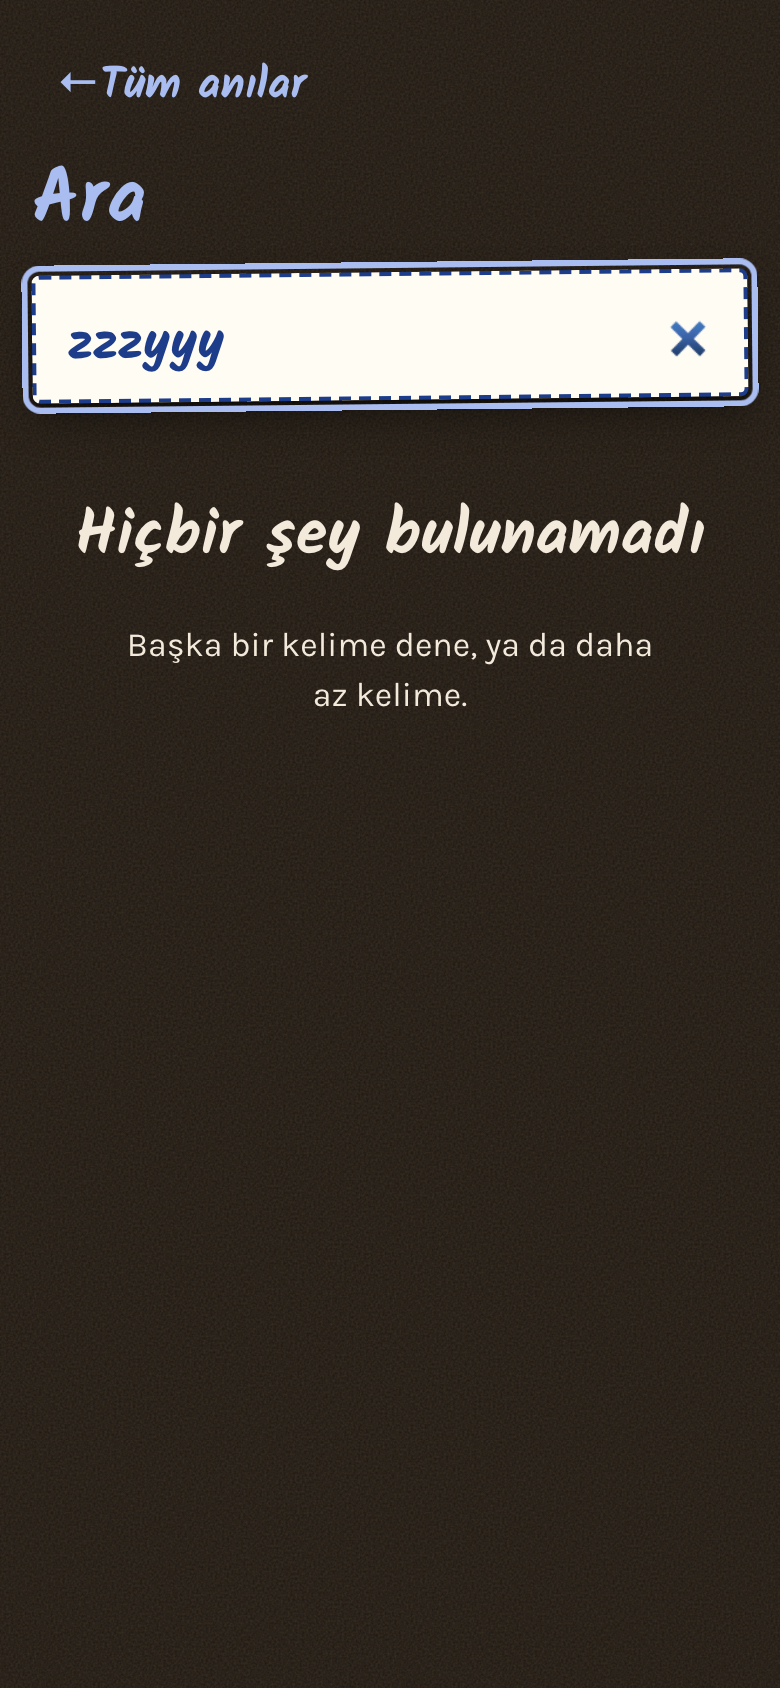 ←Tüm anılar
Ara
zzzyyy
Hiçbir şey bulunamadı
Başka bir kelime dene, ya da daha
az kelime.